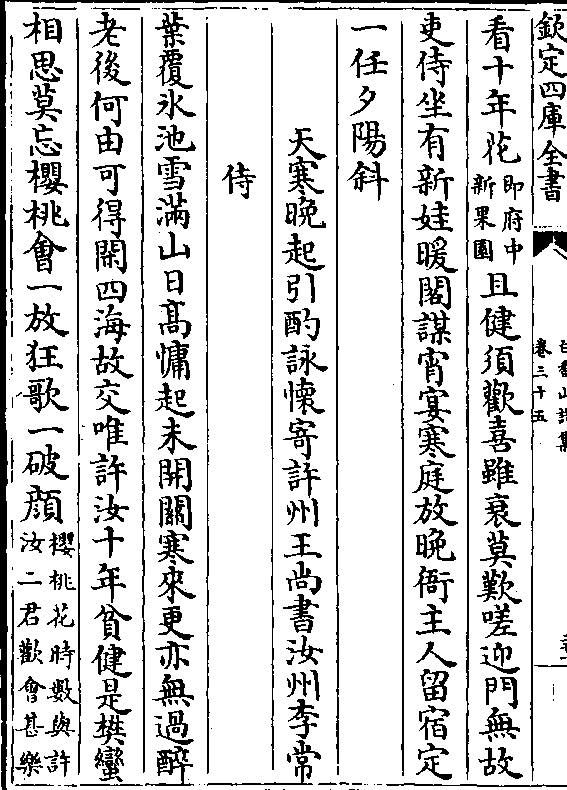 欽定四庫全書
卷三十五
看十年花即府中新果園且健須歡喜雖衰莫歎嗟迎門無故
吏侍坐有新娃暖閣謀宵宴寒庭放晚衙主人留宿定
一任夕陽斜
天寒晚起引酌詠懐寄許州王尚書汝州李常
侍
葉覆氷池雪滿山日髙慵起未開關寒來更亦無過醉
老後何由可得閑四海故交唯許汝十年貧健是樊蠻
相思莫忘櫻桃會一放狂歌一破顔櫻桃花時數與許汝二君歡會甚樂